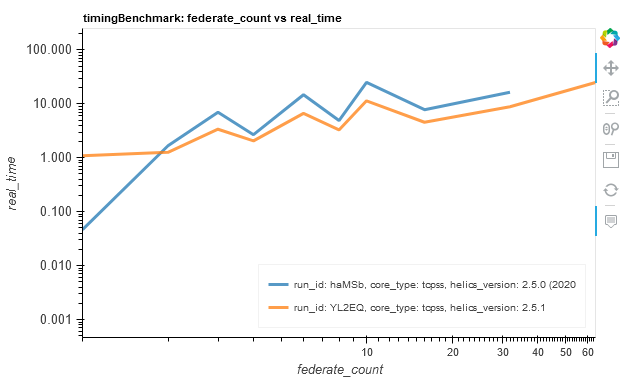 timingBenchmark: federate_count vs real_time
100.000
10.000
1.000
0.100
0.010
0.001
real_time
run_id: haMSb, core_type: tcpss, helics_version: 2.5.0 (2020
run_id: YL2EQ, core_type: tcpss, helics_version: 2.5.1
10
20
30
40
50
60
federate_count